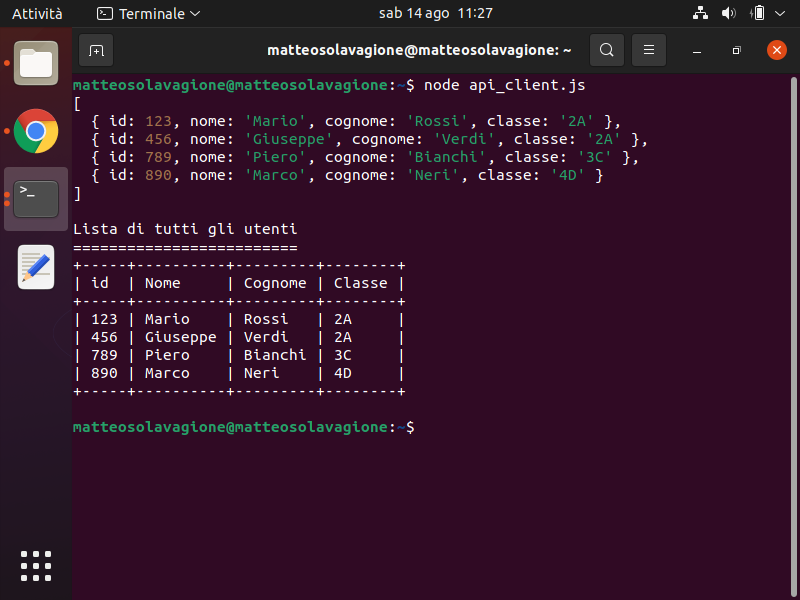 Attività
Terminale
sab 14 ago 11:27
matteosolavagione@matteosolavagione: ~
matteosolavagione@matteosolavagione:~$ node api_client.js
[
  { id: 123, nome: 'Mario', cognome: 'Rossi', classe: '2A' },
  { id: 456, nome: 'Giuseppe', cognome: 'Verdi', classe: '2A' },
  { id: 789, nome: 'Piero', cognome: 'Bianchi', classe: '3C' },
  { id: 890, nome: 'Marco', cognome: 'Neri', classe: '4D' }
]
Lista di tutti gli utenti
=========================
+-----+----------+---------+--------+
| id  | Nome     | Cognome | Classe |
+-----+----------+---------+--------+
| 123 | Mario    | Rossi   | 2A     |
| 456 | Giuseppe | Verdi   | 2A     |
| 789 | Piero    | Bianchi | 3C     |
| 890 | Marco    | Neri    | 4D     |
+-----+----------+---------+--------+
matteosolavagione@matteosolavagione:~$